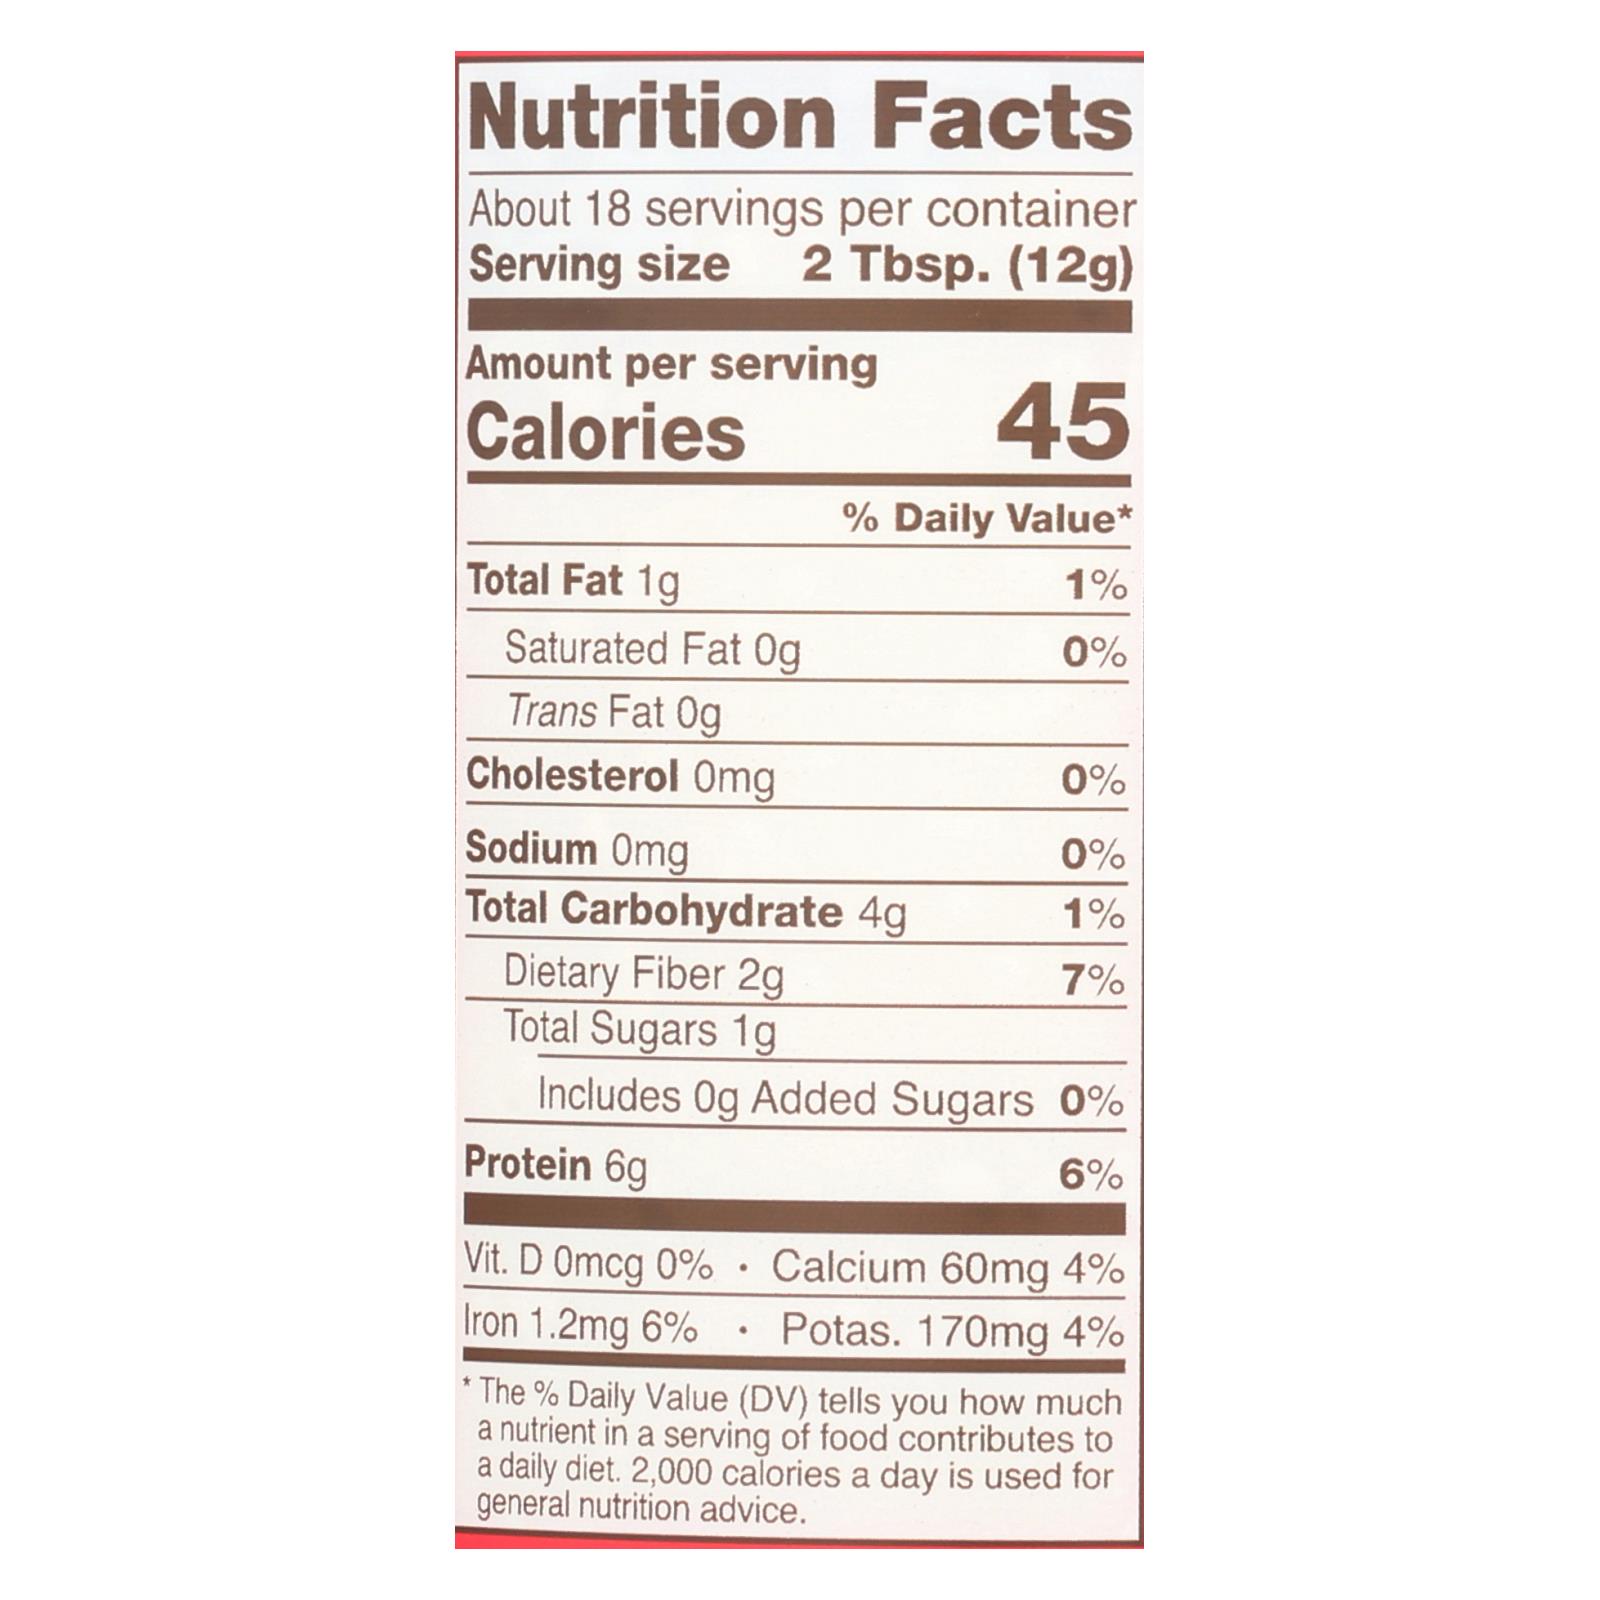 Nutrition Facts
About 18 servings per container
Serving size 2 Tbsp. (12g)
Amount per serving
Calories 45
% Daily Value*
Total Fat 1g 1%
Saturated Fat 0g 0%
Trans Fat 0g
Cholesterol 0mg 0%
Sodium 0mg 0%
Total Carbohydrate 4g 1%
Dietary Fiber 2g 7%
Total Sugars 1g
Includes 0g Added Sugars 0%
Protein 6g 6%
Vit. D 0mcg 0% · Calcium 60mg 4%
Iron 1.2mg 6% · Potas. 170mg 4%
* The % Daily Value (DV) tells you how much
a nutrient in a serving of food contributes to
a daily diet. 2,000 calories a day is used for
general nutrition advice.